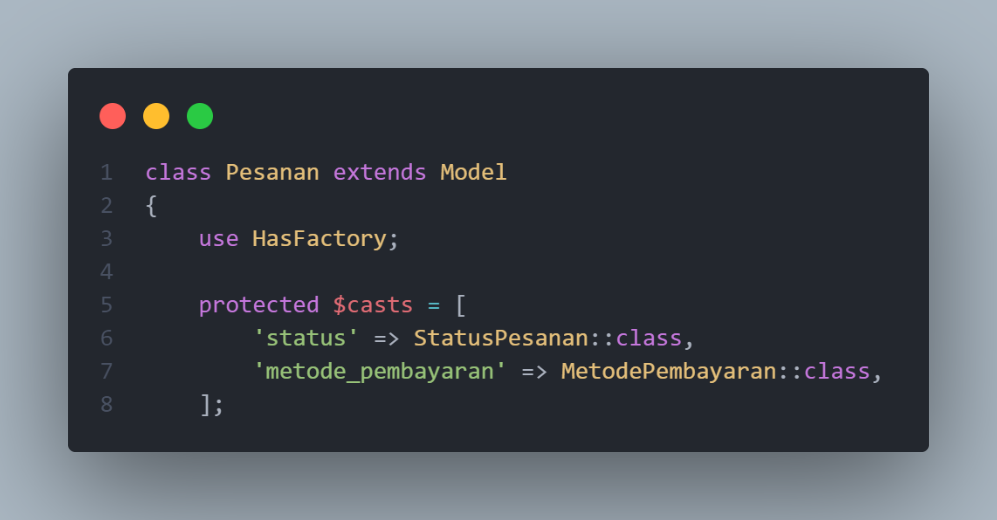 1 class Pesanan extends Model
2 {
3     use HasFactory;
4
5     protected $casts = [
6         'status' => StatusPesanan::class,
7         'metode_pembayaran' => MetodePembayaran::class,
8     ];